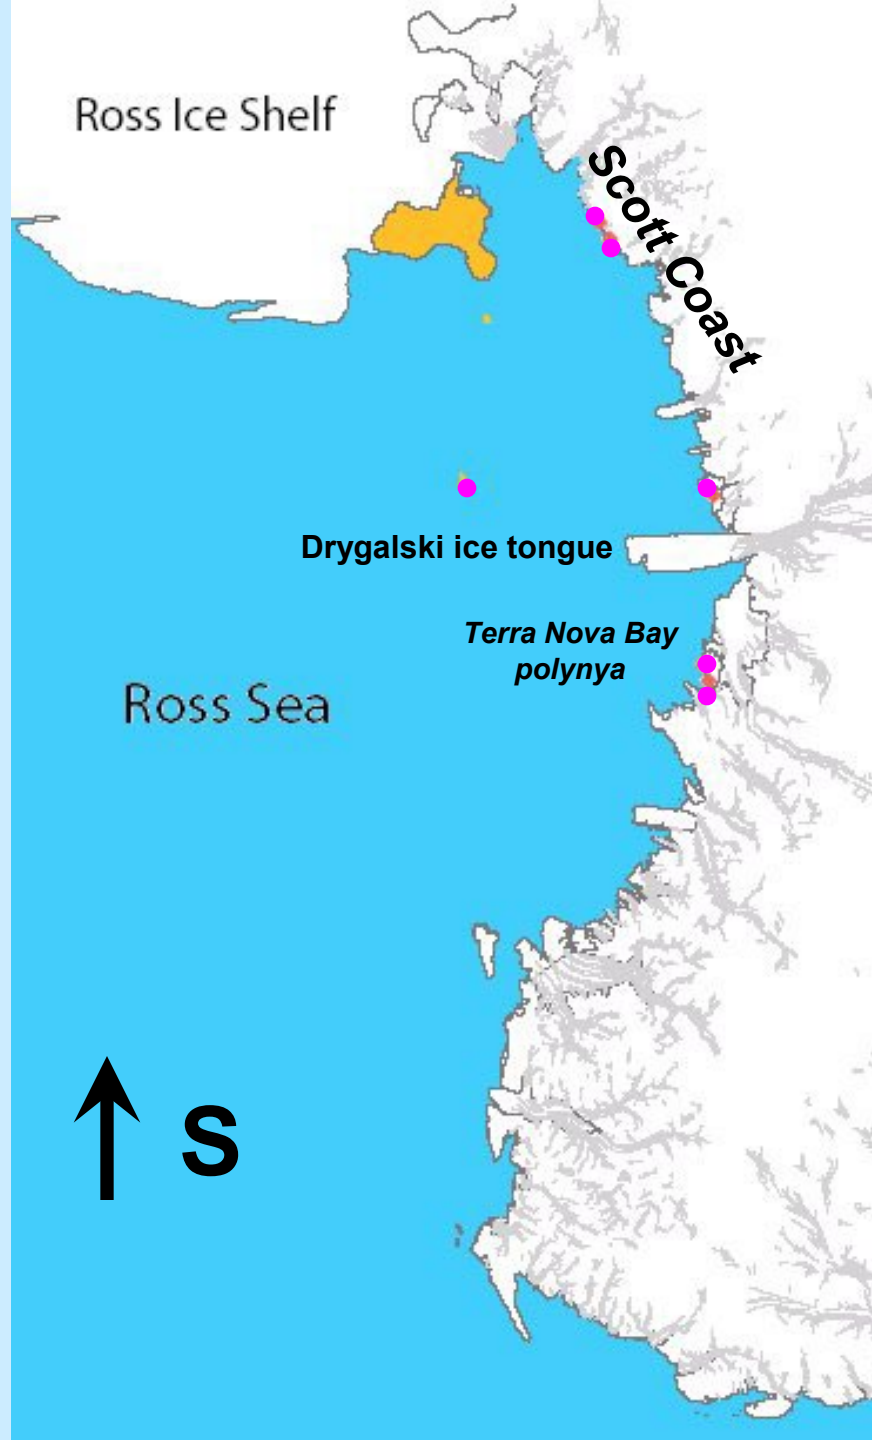 Ross Ice Shelf
Scott Coast
Drygalski ice tongue
Terra Nova Bay
polynya
Ross Sea
S